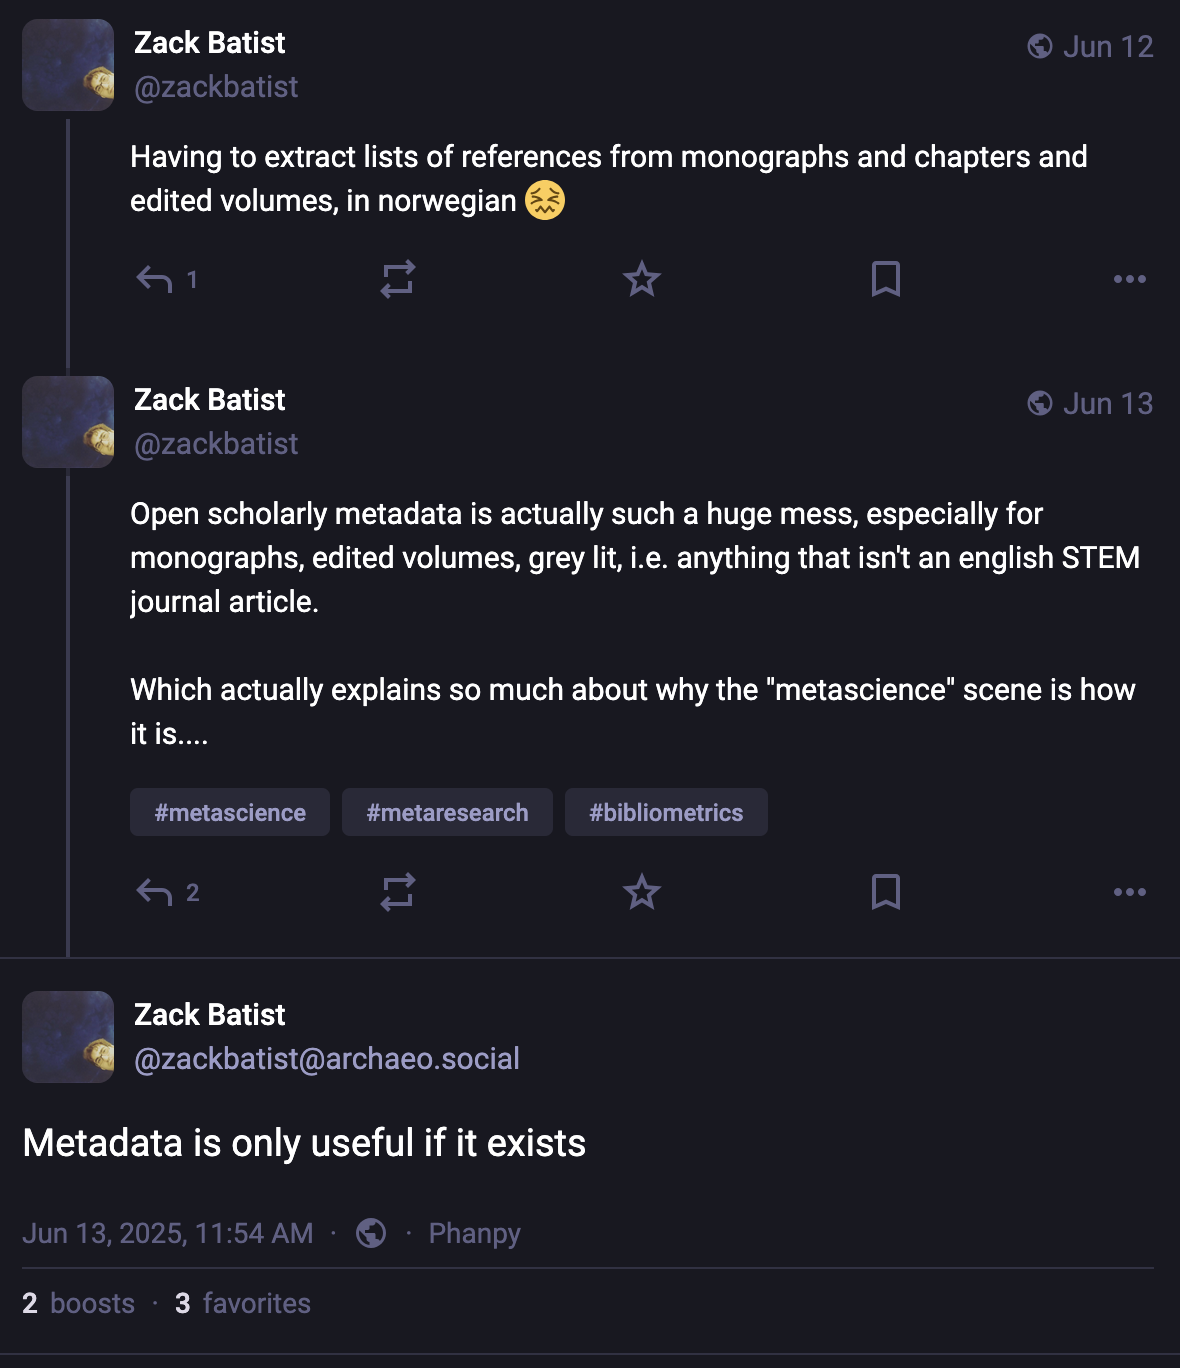 Zack Batist
Jun 12
@zackbatist
Having to extract lists of references from monographs and chapters and
edited volumes, in norwegian 😖
1
Zack Batist
Jun 13
@zackbatist
Open scholarly metadata is actually such a huge mess, especially for
monographs, edited volumes, grey lit, i.e. anything that isn't an english STEM
journal article.
Which actually explains so much about why the "metascience" scene is how
it is....
#metascience #metaresearch #bibliometrics
2
Zack Batist
@zackbatist@archaeo.social
Metadata is only useful if it exists
Jun 13, 2025, 11:54 AM · Phanpy
2 boosts · 3 favorites